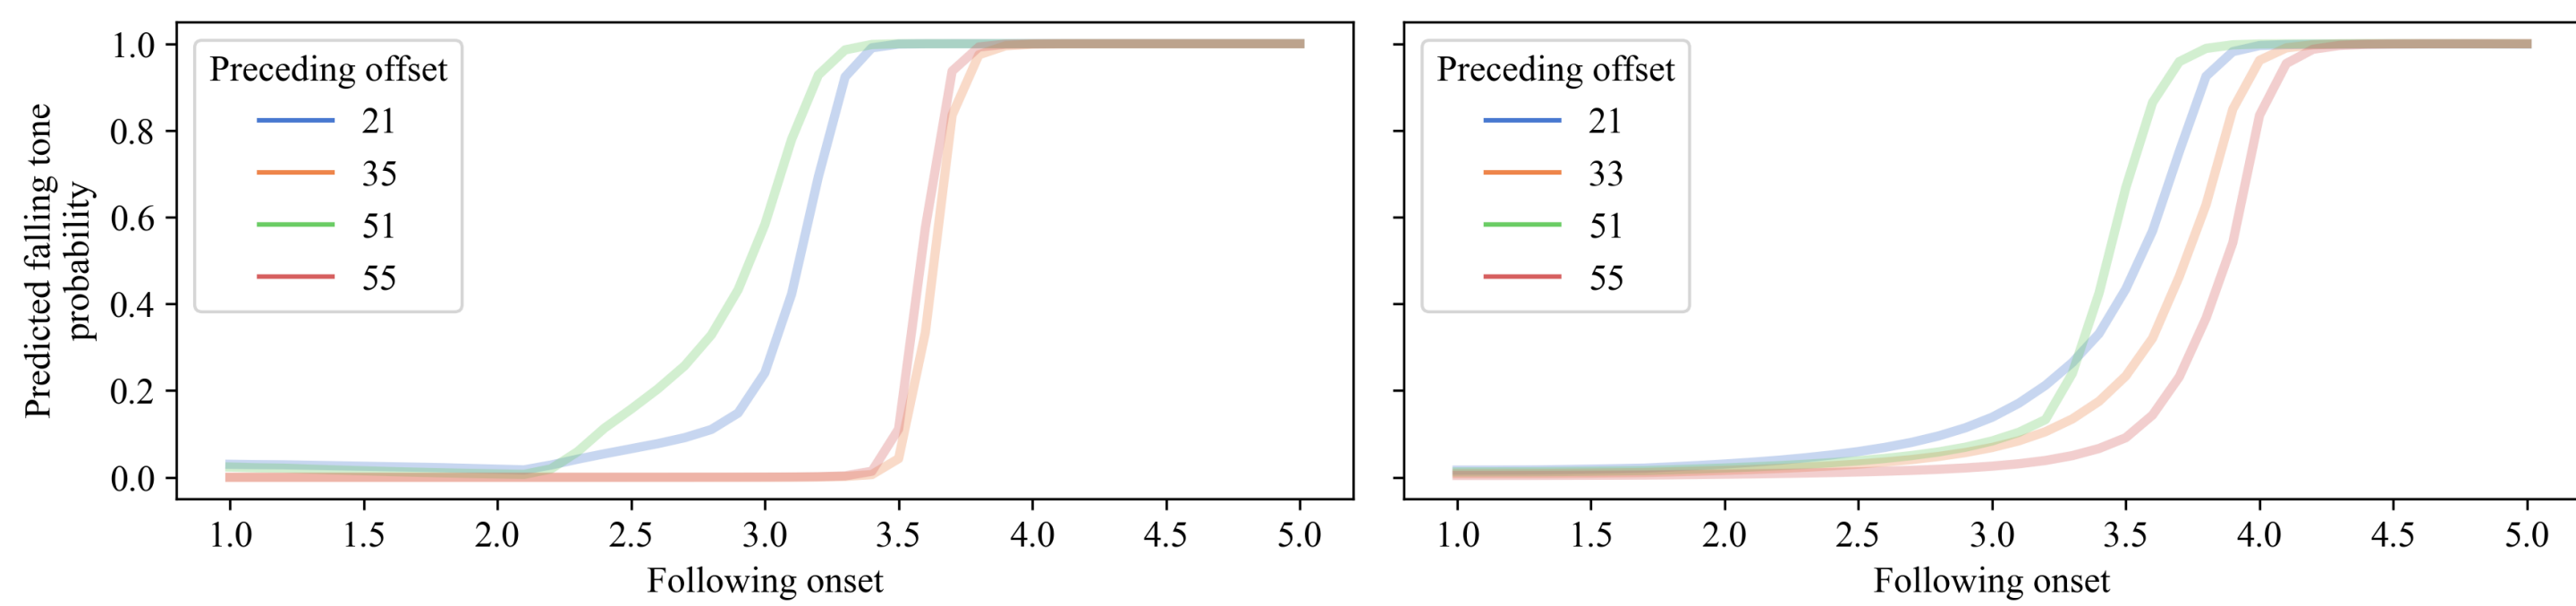 Predicted falling tone
probability
1.0
0.8
0.6
0.4
0.2
0.0
Preceding offset
21
35
51
55
1.0 1.5 2.0 2.5 3.0 3.5 4.0 4.5 5.0
Following onset
Preceding offset
21
33
51
55
1.0 1.5 2.0 2.5 3.0 3.5 4.0 4.5 5.0
Following onset